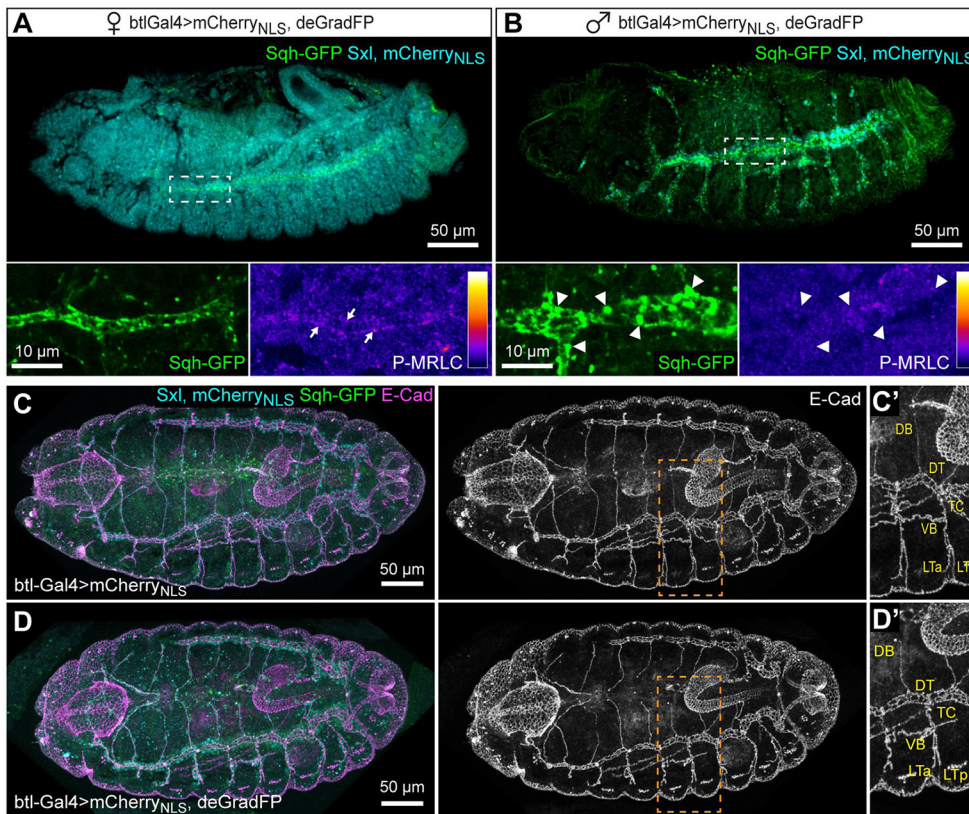 A ♀ btlGal4>mCherryNLS, deGradFP
Sqh-GFP Sxl, mCherryNLS
50 µm
10 µm
Sqh-GFP
P-MRLC
B ♂ btlGal4>mCherryNLS, deGradFP
Sqh-GFP Sxl, mCherryNLS
50 µm
10 µm
Sqh-GFP
P-MRLC
C
Sxl, mCherryNLS Sqh-GFP E-Cad
btl-Gal4>mCherryNLS
50 µm
E-Cad
C'
DB
DT
TC
VB
LTa
LT
D
btl-Gal4>mCherryNLS, deGradFP
50 µm
D'
DB
DT
TC
VB
LTa
LTp